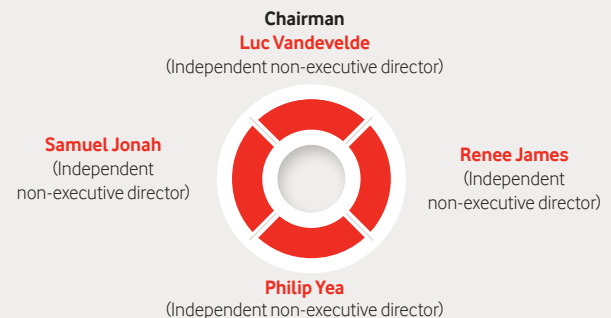 Chairman
Luc Vandevelde
(Independent non-executive director)
Samuel Jonah
(Independent
non-executive director)
Renee James
(Independent
non-executive director)
Philip Yea
(Independent non-executive director)